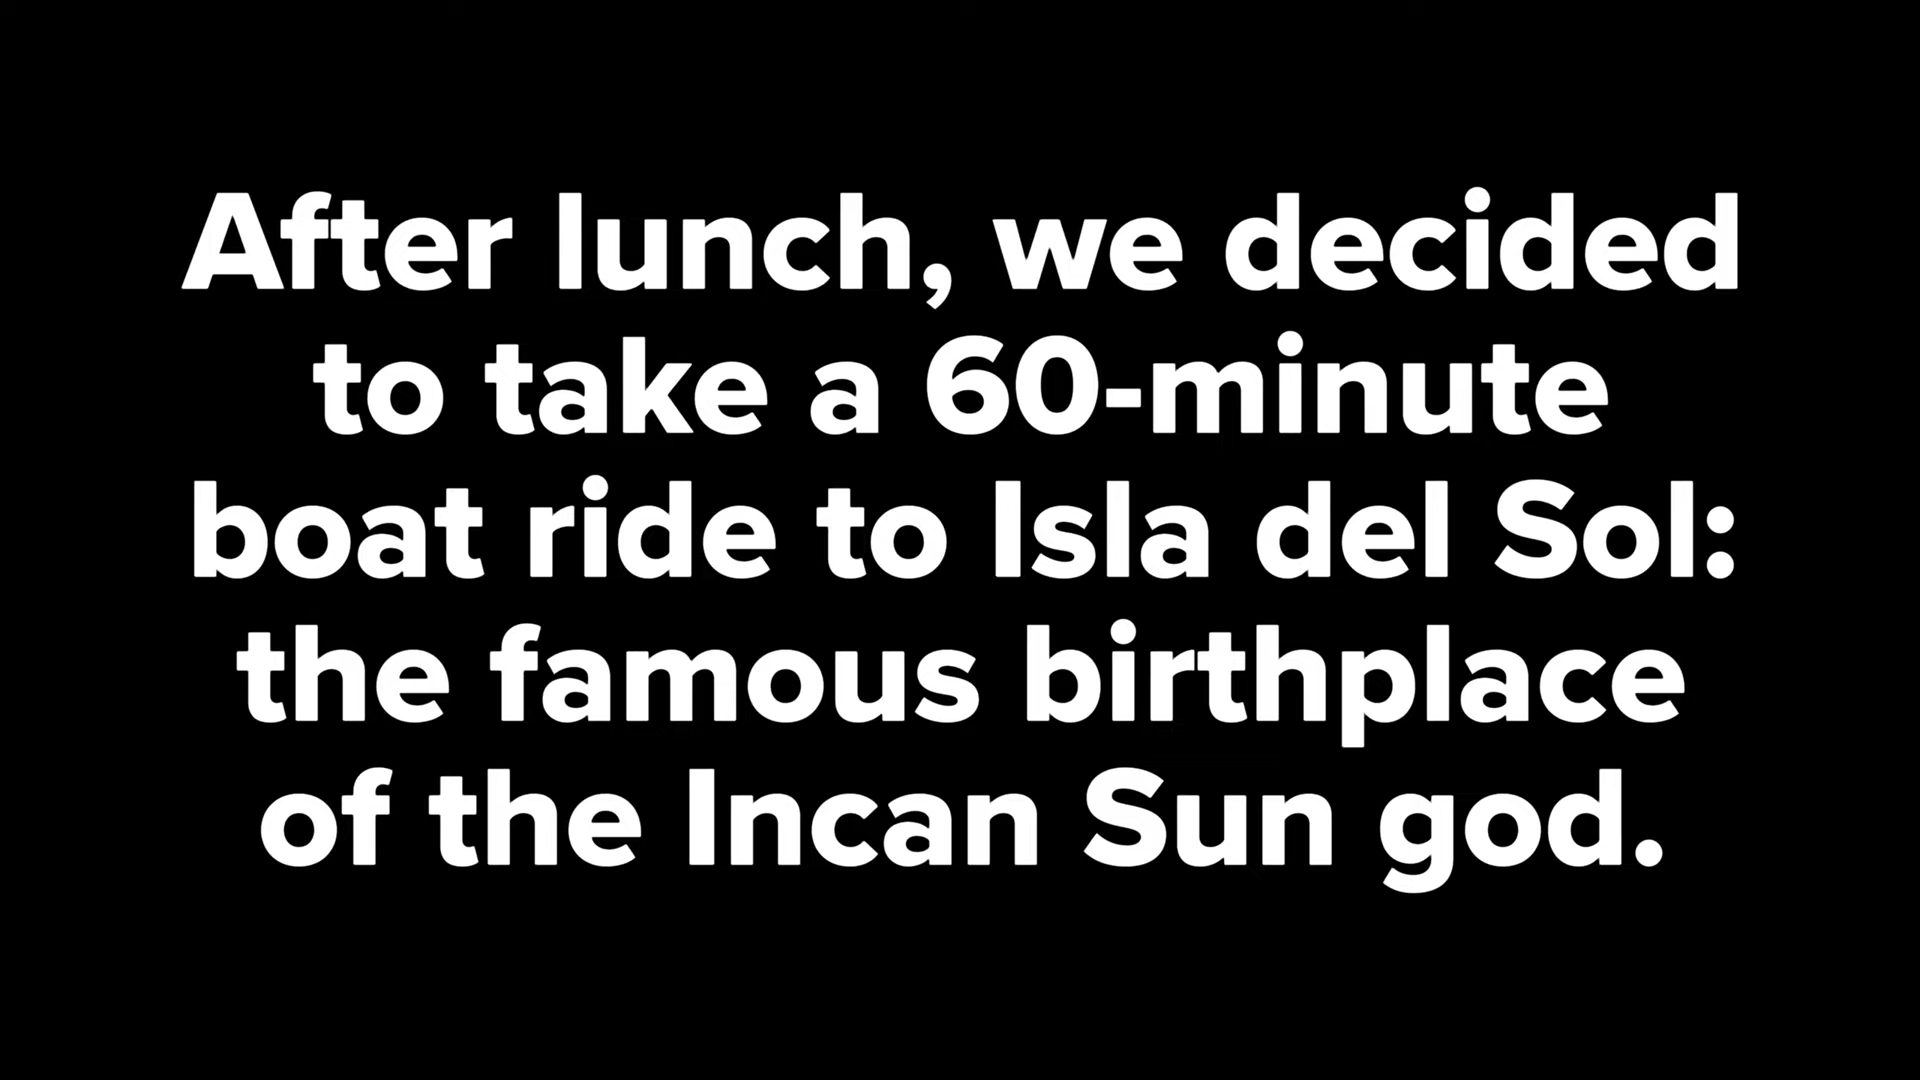 After lunch, we decided
to take a 60-minute
boat ride to Isla del Sol:
the famous birthplace
of the Incan Sun god.